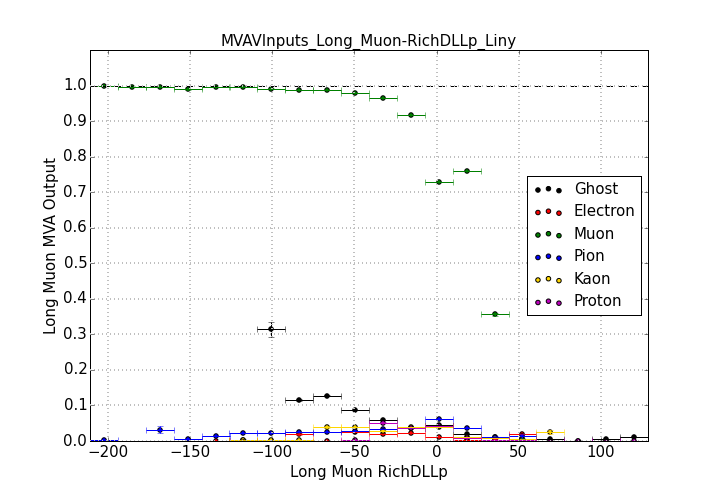 MVAVInputs_Long_Muon-RichDLLp_Liny
Long Muon MVA Output
1.0
0.9
0.8
0.7
0.6
0.5
0.4
0.3
0.2
0.1
0.0
Ghost
Electron
Muon
Pion
Kaon
Proton
−200 −150 −100 −50 0 50 100
Long Muon RichDLLp